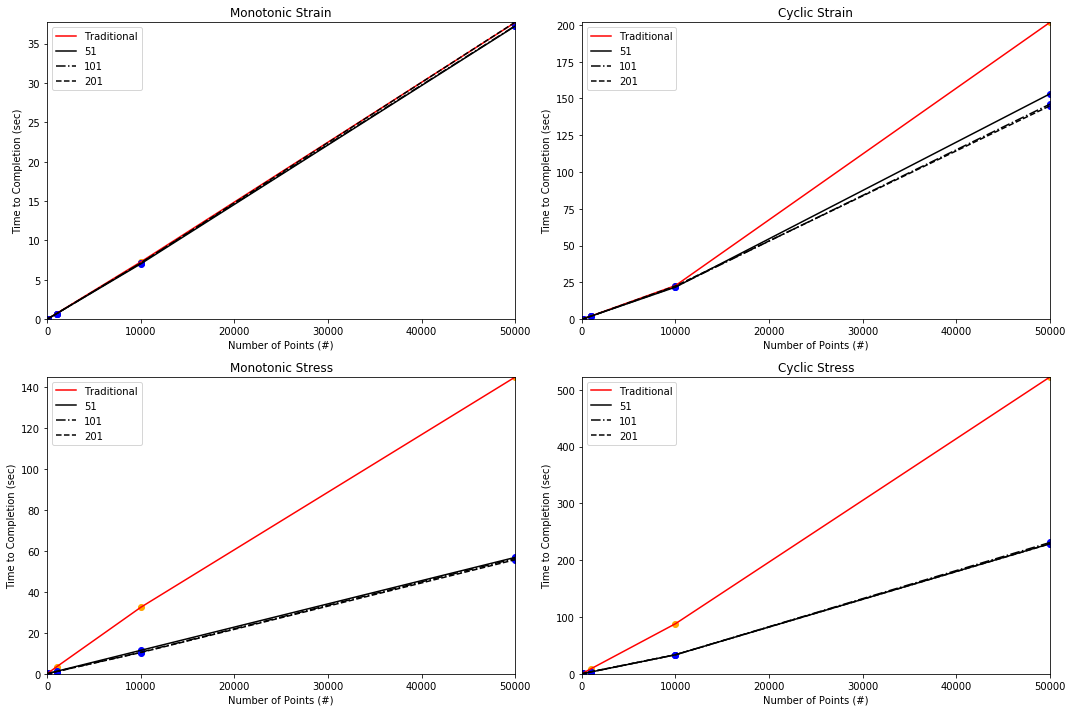 Monotonic Strain
Time to Completion (sec)
35
30
25
20
15
10
5
0
Traditional
51
101
201
0 10000 20000 30000 40000 50000
Number of Points (#)
Cyclic Strain
Time to Completion (sec)
200
175
150
125
100
75
50
25
0
Traditional
51
101
201
0 10000 20000 30000 40000 50000
Number of Points (#)
Monotonic Stress
Time to Completion (sec)
140
120
100
80
60
40
20
0
Traditional
51
101
201
0 10000 20000 30000 40000 50000
Number of Points (#)
Cyclic Stress
Time to Completion (sec)
500
400
300
200
100
0
Traditional
51
101
201
0 10000 20000 30000 40000 50000
Number of Points (#)